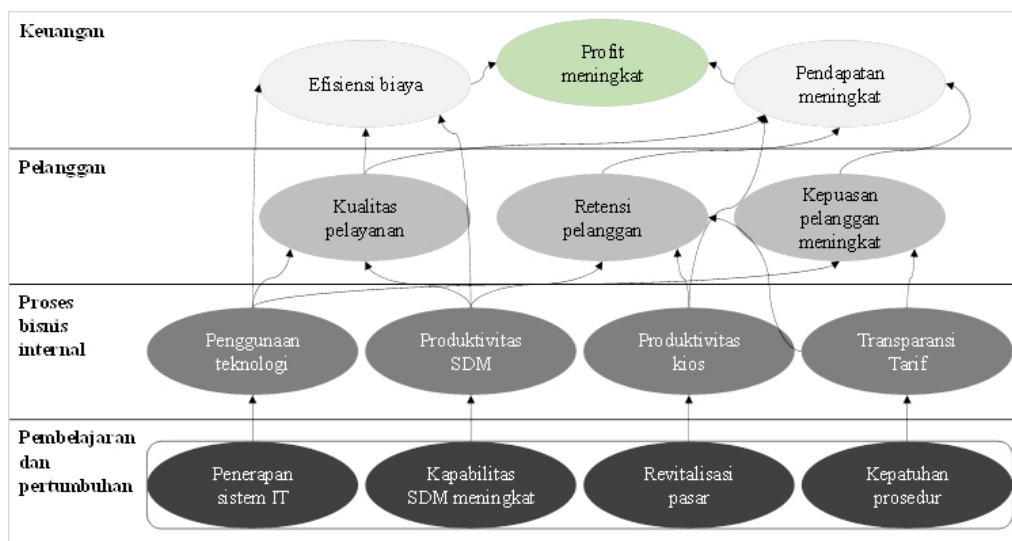 Keuangan
Profit
meningkat
Efisiensi biaya
Pendapatan
meningkat
Pelanggan
Kualitas
pelayanan
Retensi
pelanggan
Kepuasan
pelanggan
meningkat
Proses
bisnis
internal
Penggunaan
teknologi
Produktivitas
SDM
Produktivitas
kios
Transparansi
Tarif
Pembelajaran
dan
pertumbuhan
Penerapan
sistem IT
Kapabilitas
SDM meningkat
Revitalisasi
pasar
Kepatuhan
prosedur